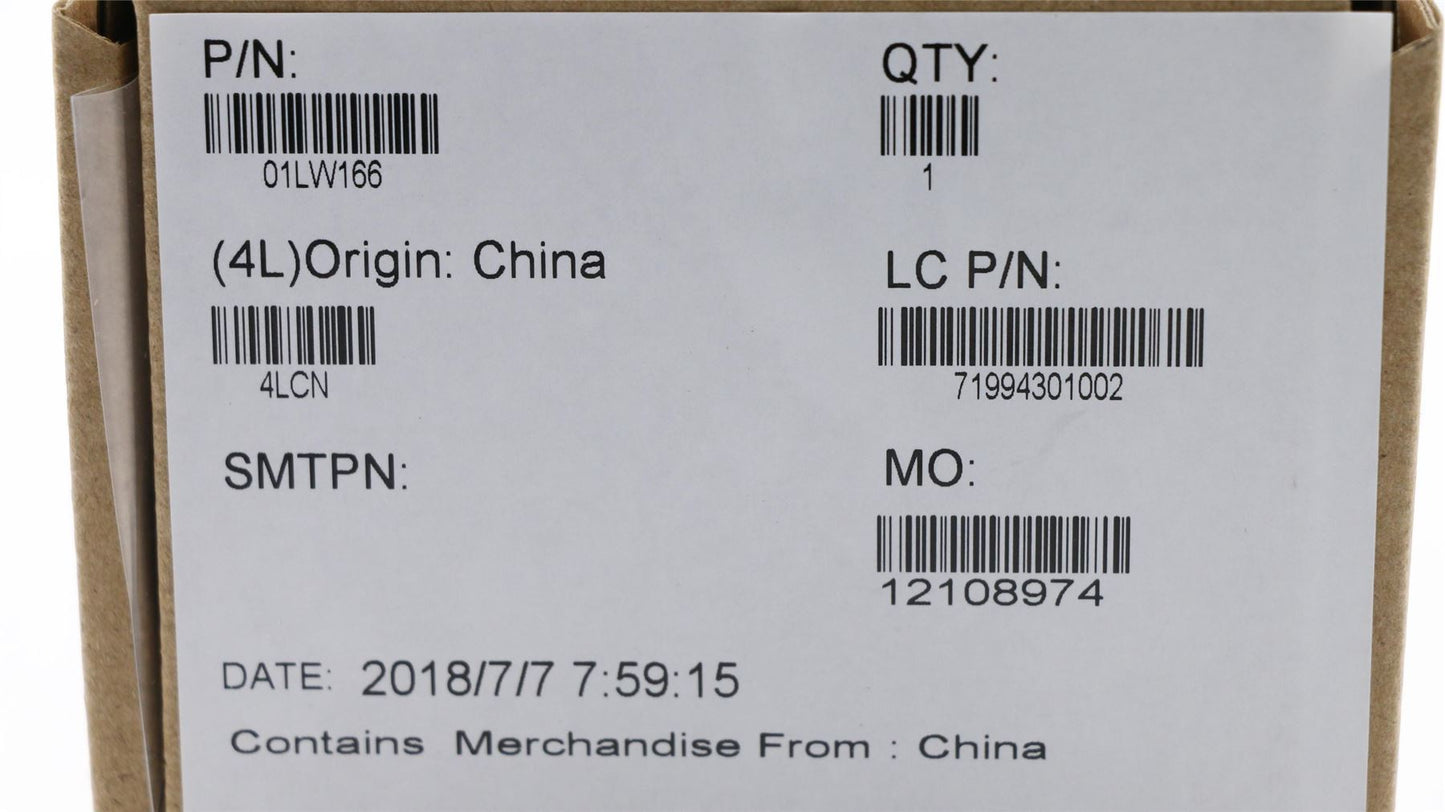 P/N:
QTY:
01LW166
1
(4L)Origin: China
LC P/N:
4LCN
71994301002
SMTPN:
MO:
12108974
DATE: 2018/7/7 7:59:15
Contains Merchandise From : China